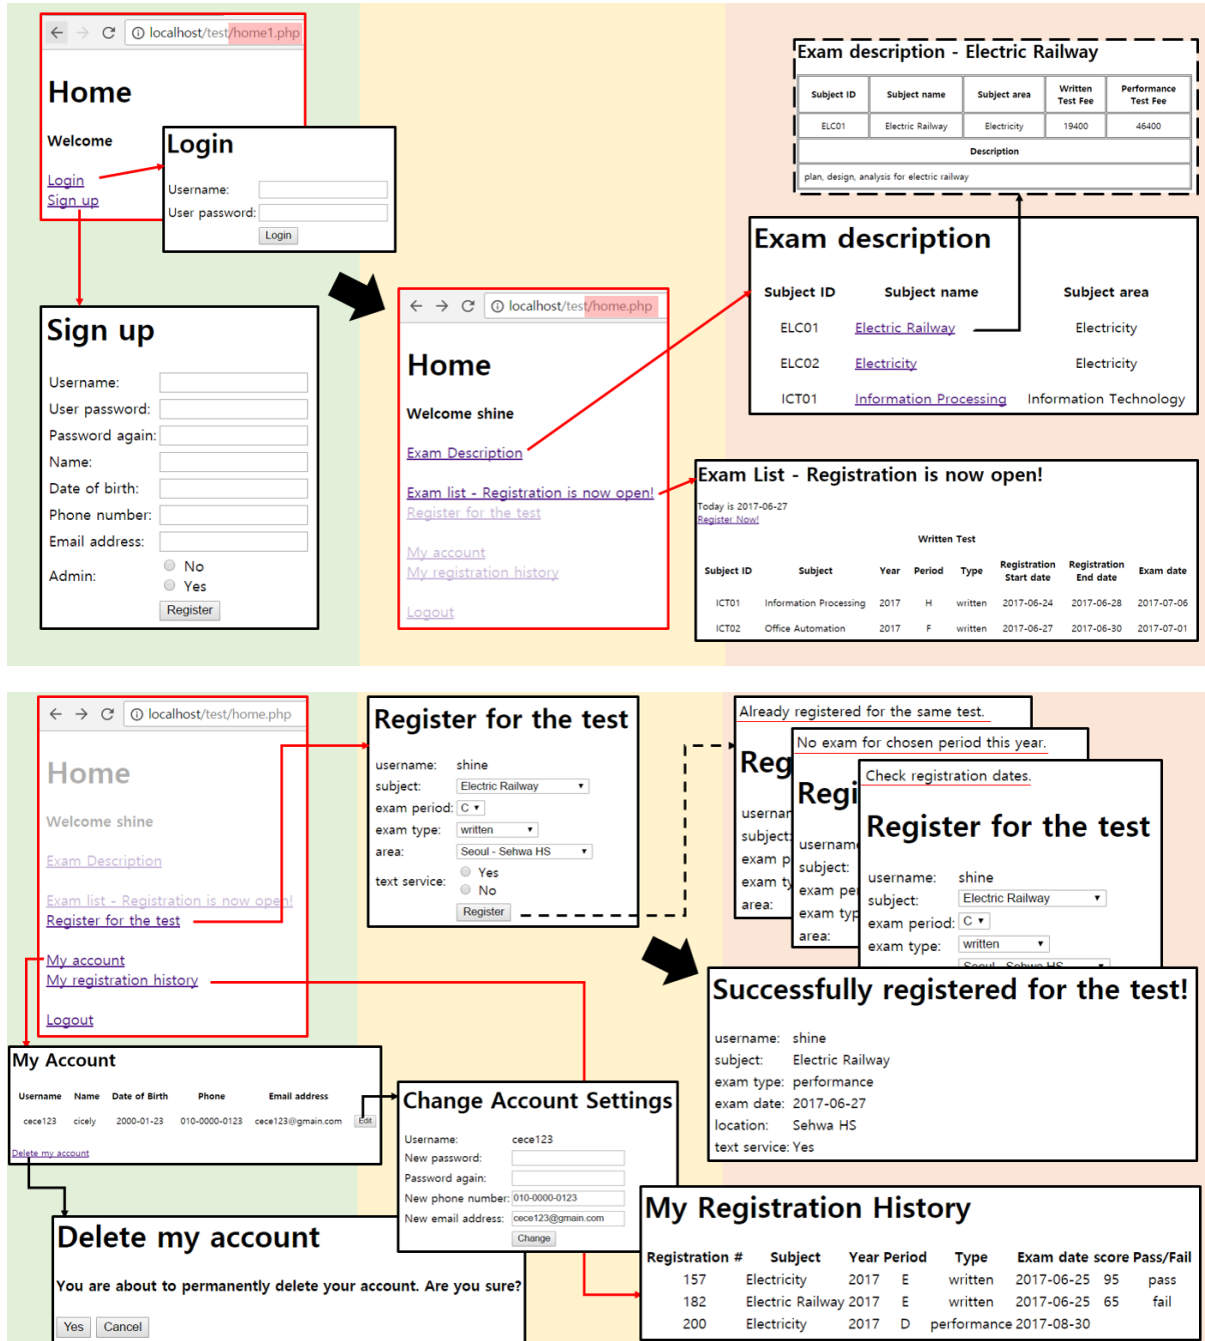 localhost/test/home1.php
Home
Welcome
Login
Sign up
Login
Username:
User password:
Login
Sign up
Username:
User password:
Password again:
Name:
Date of birth:
Phone number:
Email address:
Admin:
No
Yes
Register
localhost/test/home.php
Home
Welcome shine
Exam Description
Exam list - Registration is now open!
Register for the test
My account
My registration history
Logout
Exam description - Electric Railway
Subject ID Subject name Subject area Written Test Fee Performance Test Fee
ELC01 Electric Railway Electricity 19400 46400
Description
plan, design, analysis for electric railway
Exam description
Subject ID Subject name Subject area
ELC01 Electric Railway Electricity
ELC02 Electricity Electricity
ICT01 Information Processing Information Technology
Exam List - Registration is now open!
Today is 2017-06-27
Register Now!
Written Test
Subject ID Subject Year Period Type Registration Start date Registration End date Exam date
ICT01 Information Processing 2017 H written 2017-06-24 2017-06-28 2017-07-06
ICT02 Office Automation 2017 F written 2017-06-27 2017-06-30 2017-07-01
localhost/test/home.php
Home
Welcome shine
Exam Description
Exam list - Registration is now open!
Register for the test
My account
My registration history
Logout
Register for the test
username: shine
subject: Electric Railway
exam period: C
exam type: written
area: Seoul - Sehwa HS
text service:
Yes
No
Register
Already registered for the same test.
Reg
usernar
subject:
exam p
exam ty
area:
No exam for chosen period this year.
Regi
username
subject:
exam per
exam typ
area:
Check registration dates.
Register for the test
username: shine
subject: Electric Railway
exam period: C
exam type: written
Seoul - Sehwa HS
Successfully registered for the test!
username: shine
subject: Electric Railway
exam type: performance
exam date: 2017-06-27
location: Sehwa HS
text service: Yes
My Account
Username Name Date of Birth Phone Email address
cece123 cicely 2000-01-23 010-0000-0123 cece123@gmain.com Edit
Delete my account
Change Account Settings
Username: cece123
New password:
Password again:
New phone number: 010-0000-0123
New email address: cece123@gmain.com
Change
Delete my account
You are about to permanently delete your account. Are you sure?
Yes Cancel
My Registration History
Registration # Subject Year Period Type Exam date score Pass/Fail
157 Electricity 2017 E written 2017-06-25 95 pass
182 Electric Railway 2017 E written 2017-06-25 65 fail
200 Electricity 2017 D performance 2017-08-30